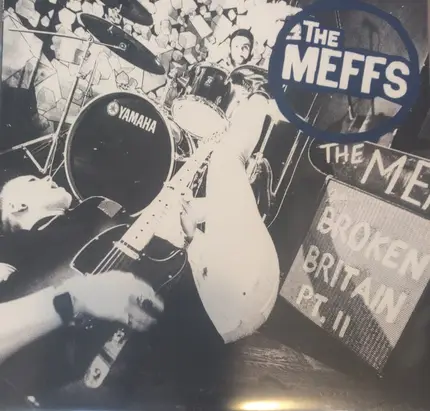 THE
MEFFS
YAMAHA
THE ME
BROKEN
BRITAIN
PT. II